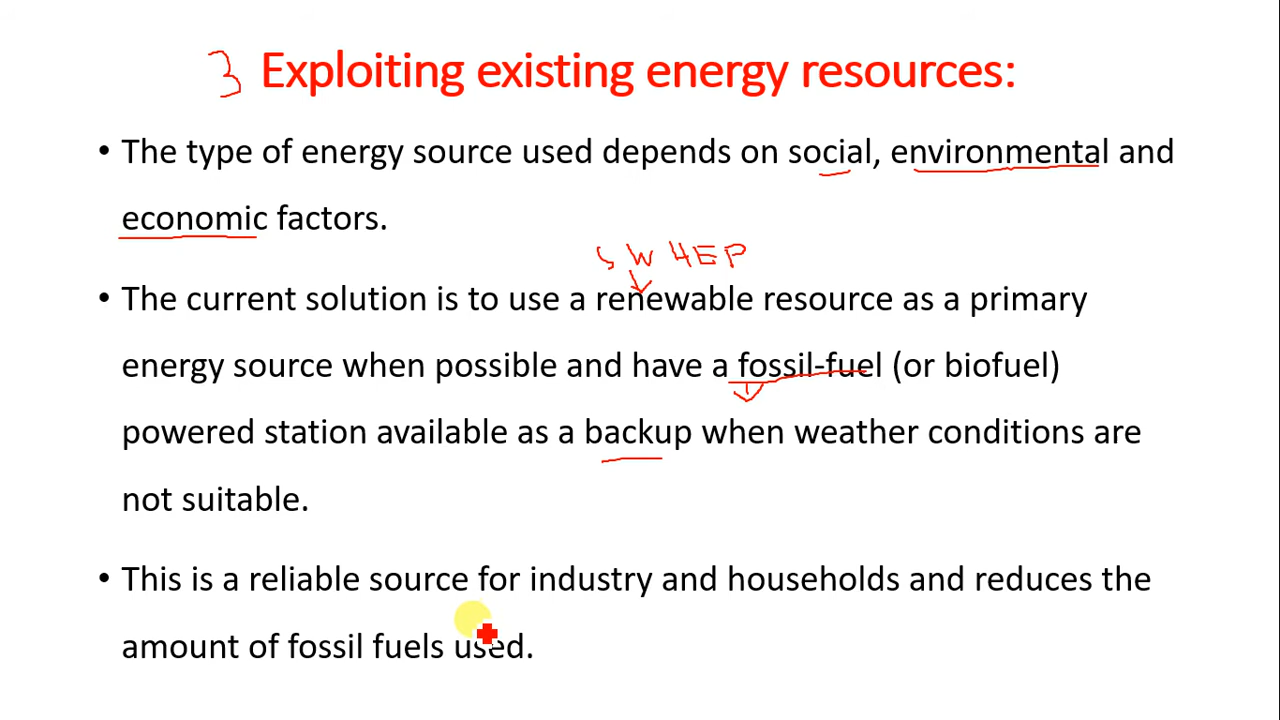 3 Exploiting existing energy resources:
• The type of energy source used depends on social, environmental and
economic factors.
S W HEP
• The current solution is to use a renewable resource as a primary
energy source when possible and have a fossil-fuel (or biofuel)
powered station available as a backup when weather conditions are
not suitable.
• This is a reliable source for industry and households and reduces the
amount of fossil fuels used.